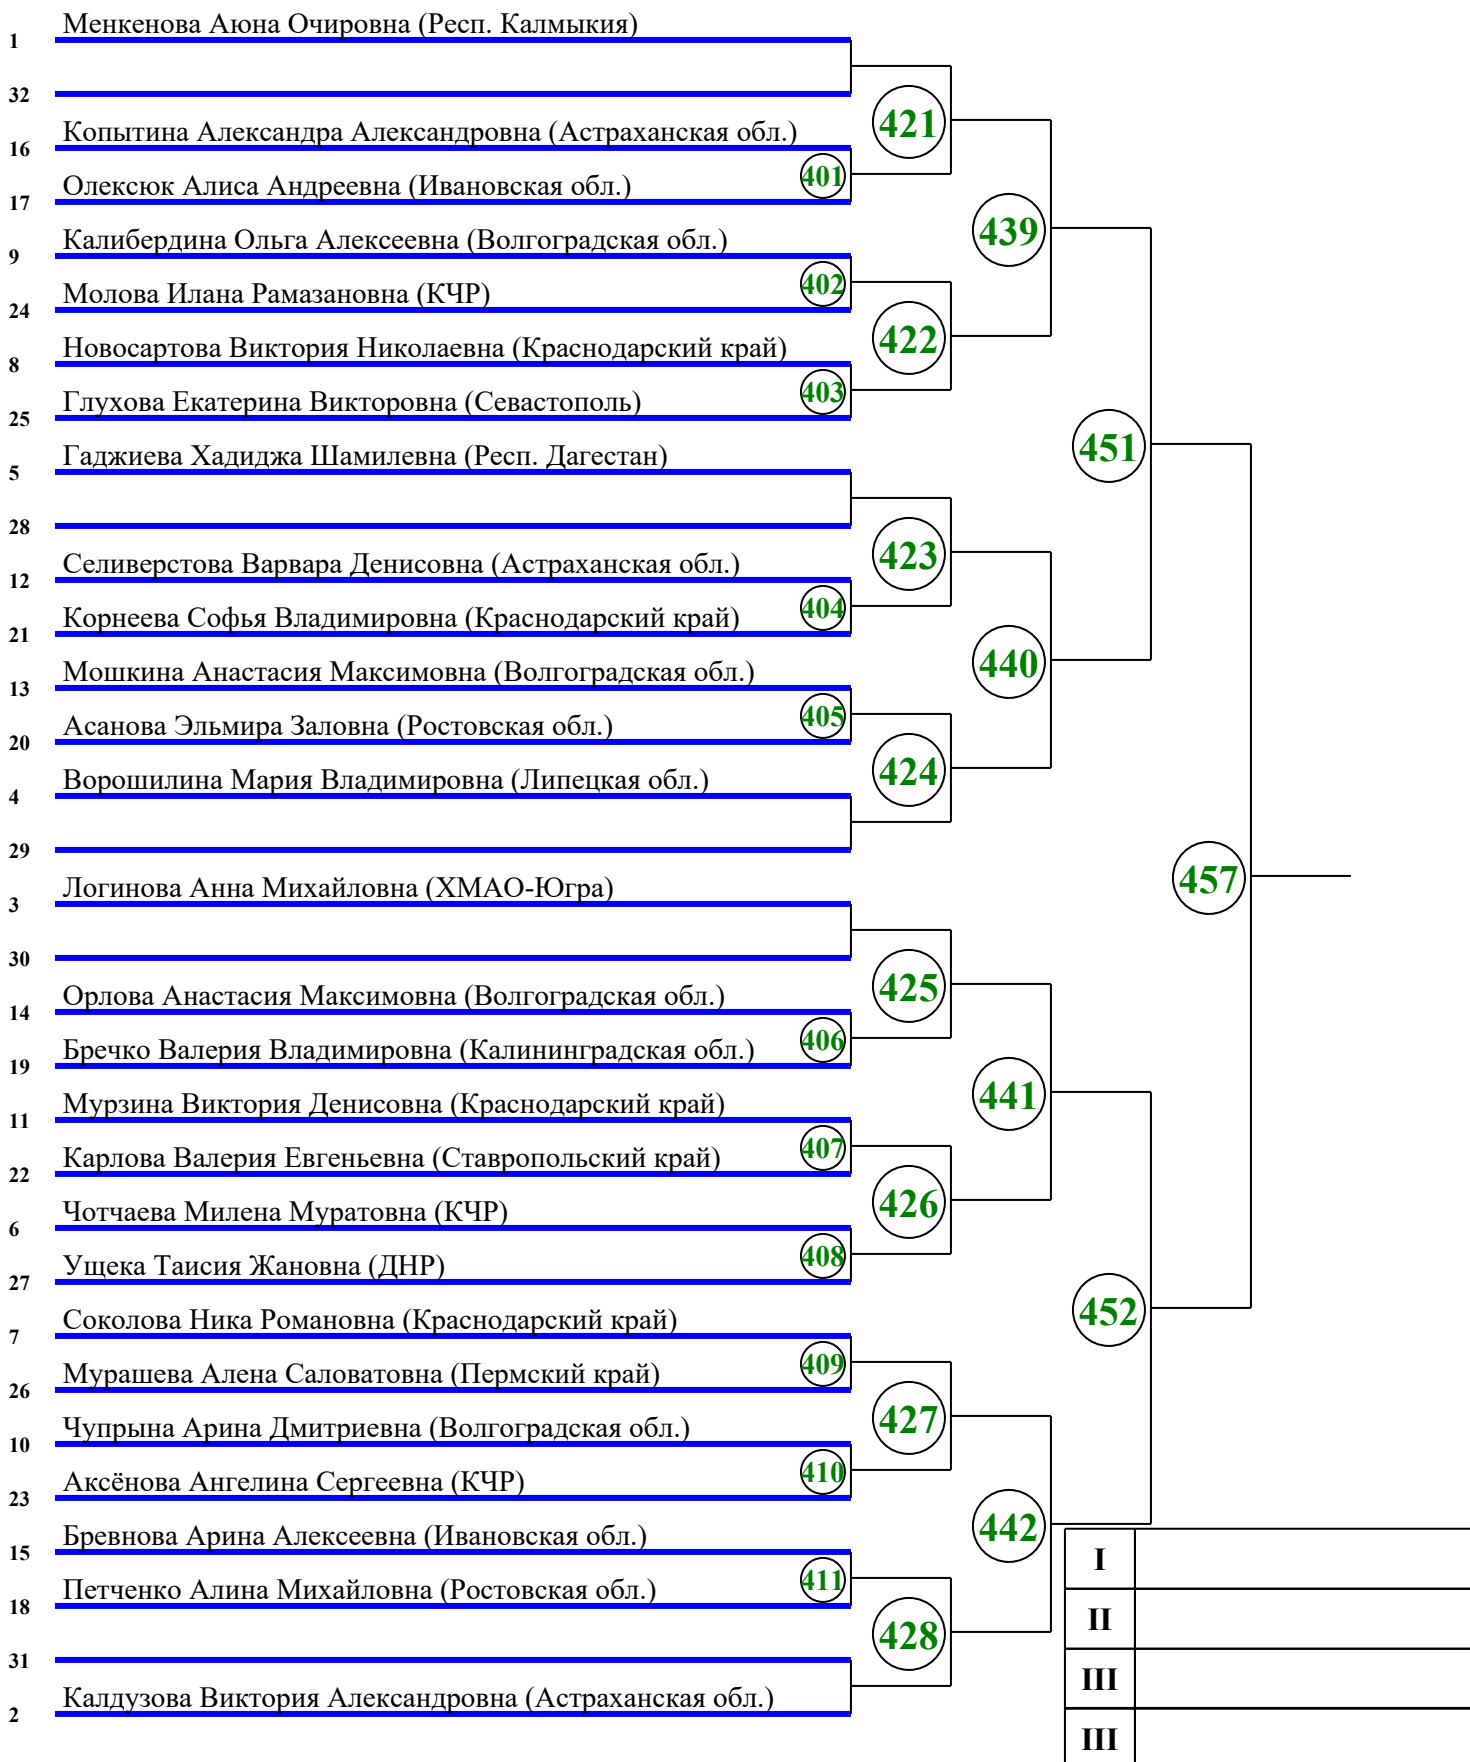 Менкенова Аюна Очировна (Респ. Калмыкия)
1
32
421
Копытина Александра Александровна (Астраханская обл.)
16
401
Олексюк Алиса Андреевна (Ивановская обл.)
17
439
Калибердина Ольга Алексеевна (Волгоградская обл.)
9
402
Молова Илана Рамазановна (КЧР)
24
422
Новосартова Виктория Николаевна (Краснодарский край)
8
403
Глухова Екатерина Викторовна (Севастополь)
25
451
Гаджиева Хадиджа Шамилевна (Респ. Дагестан)
5
28
423
Селиверстова Варвара Денисовна (Астраханская обл.)
12
404
Корнеева Софья Владимировна (Краснодарский край)
21
440
Мошкина Анастасия Максимовна (Волгоградская обл.)
13
405
Асанова Эльмира Заловна (Ростовская обл.)
20
424
Ворошилина Мария Владимировна (Липецкая обл.)
4
29
457
Логинова Анна Михайловна (ХМАО-Югра)
3
30
425
Орлова Анастасия Максимовна (Волгоградская обл.)
14
406
Бречко Валерия Владимировна (Калининградская обл.)
19
441
Мурзина Виктория Денисовна (Краснодарский край)
11
407
Карлова Валерия Евгеньевна (Ставропольский край)
22
426
Чотчаева Милена Муратовна (КЧР)
6
408
Ущека Таисия Жановна (ДНР)
27
452
Соколова Ника Романовна (Краснодарский край)
7
409
Мурашева Алена Саловатовна (Пермский край)
26
427
Чупрына Арина Дмитриевна (Волгоградская обл.)
10
410
Аксёнова Ангелина Сергеевна (КЧР)
23
442
Бревнова Арина Алексеевна (Ивановская обл.)
15
I
411
Петченко Алина Михайловна (Ростовская обл.)
18
II
428
31
III
Калдузова Виктория Александровна (Астраханская обл.)
2
III